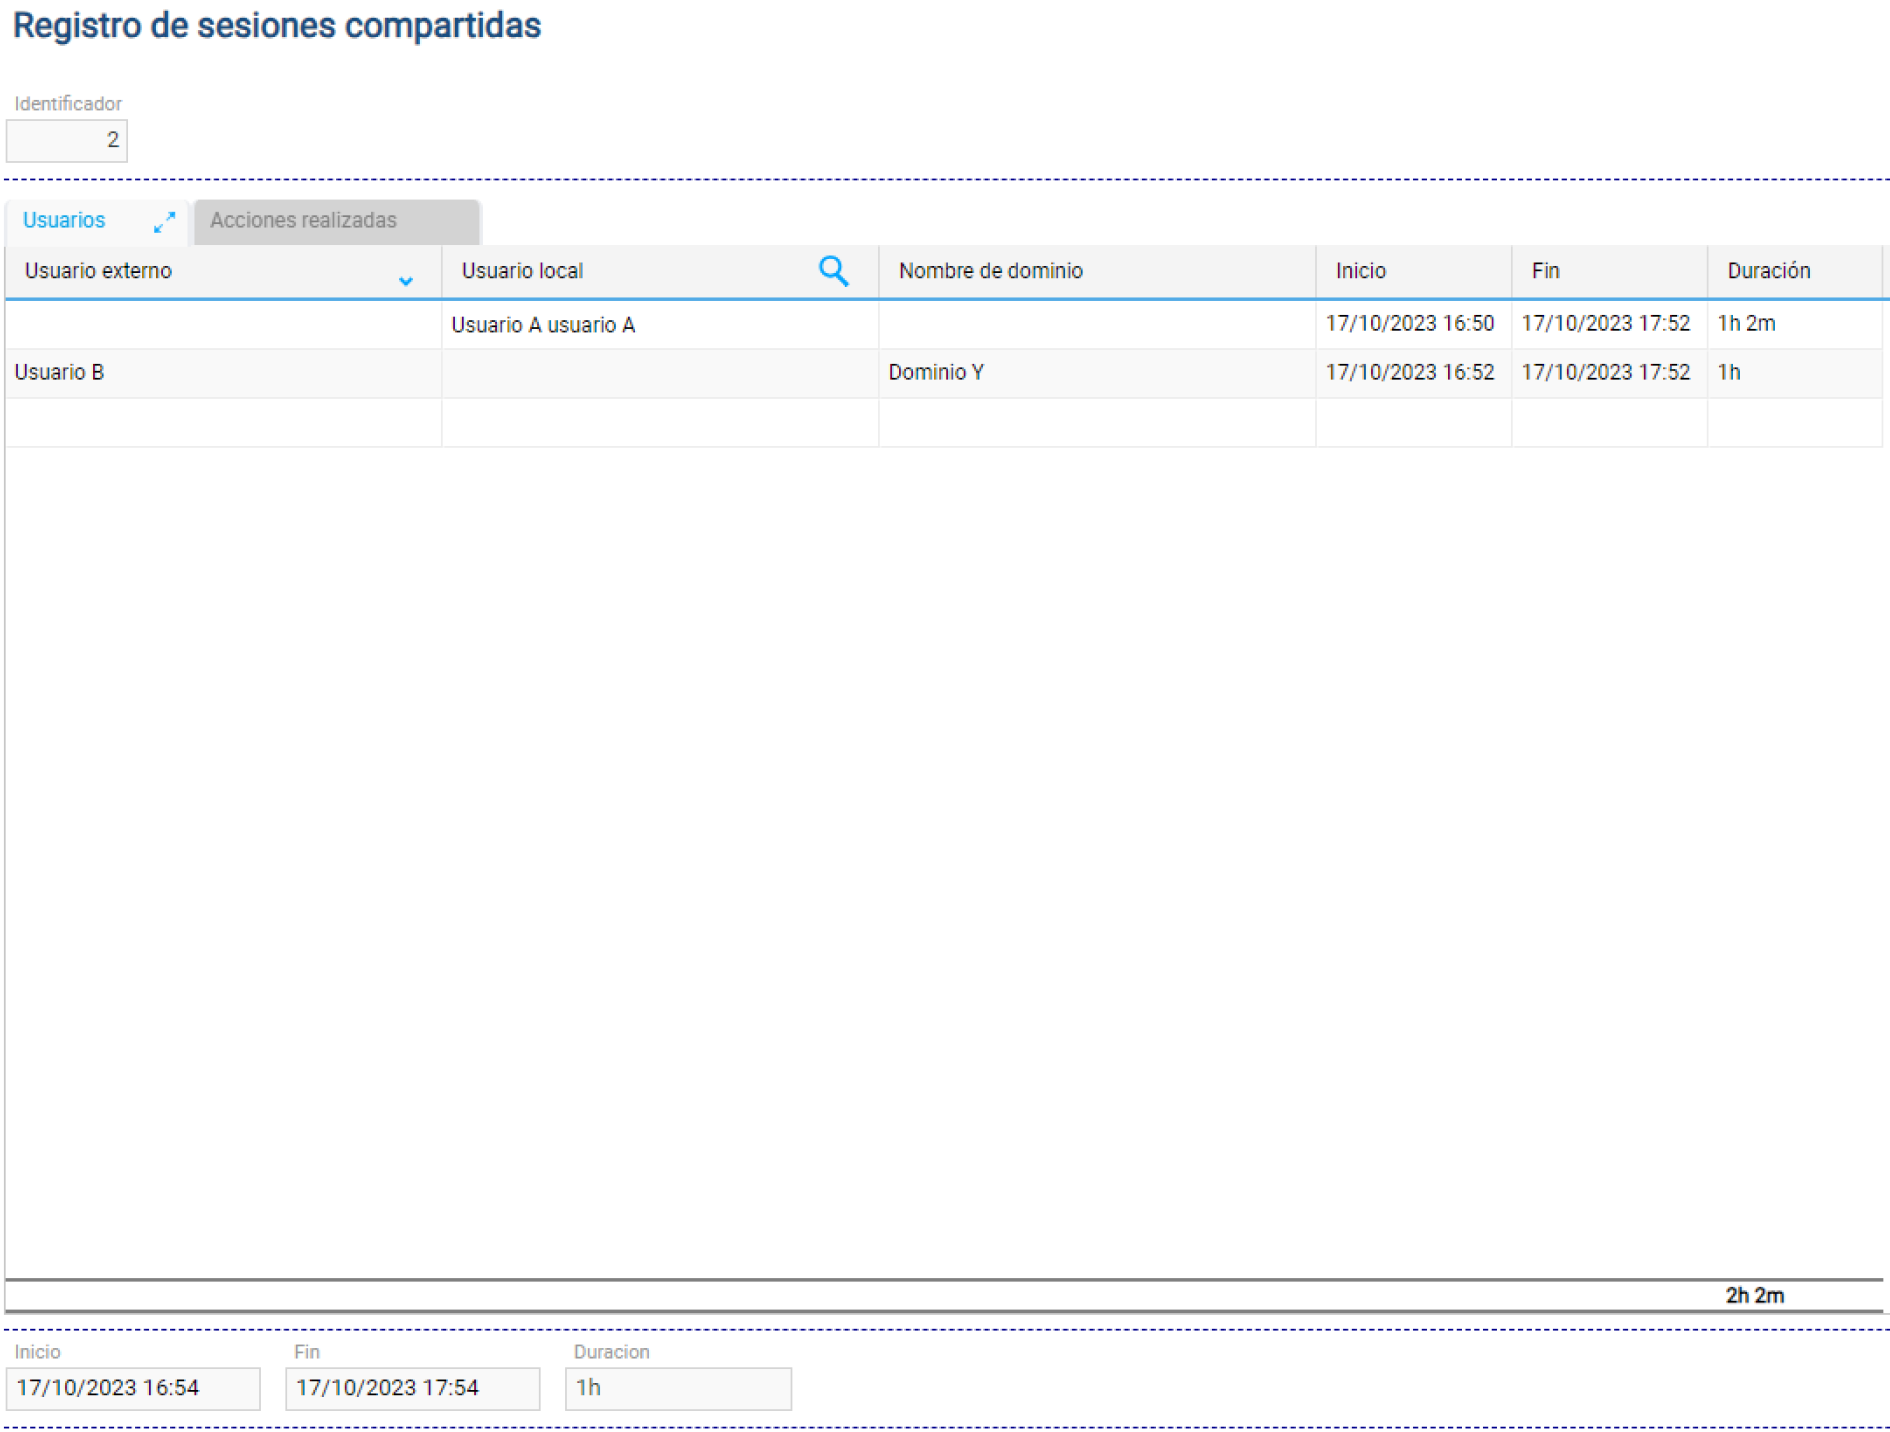 Registro de sesiones compartidas
Identificador
2
Usuarios Acciones realizadas
Usuario externo Usuario local Nombre de dominio Inicio Fin Duración
Usuario A usuario A 17/10/2023 16:50 17/10/2023 17:52 1h 2m
Usuario B Dominio Y 17/10/2023 16:52 17/10/2023 17:52 1h
2h 2m
Inicio Fin Duracion
17/10/2023 16:54 17/10/2023 17:54 1h